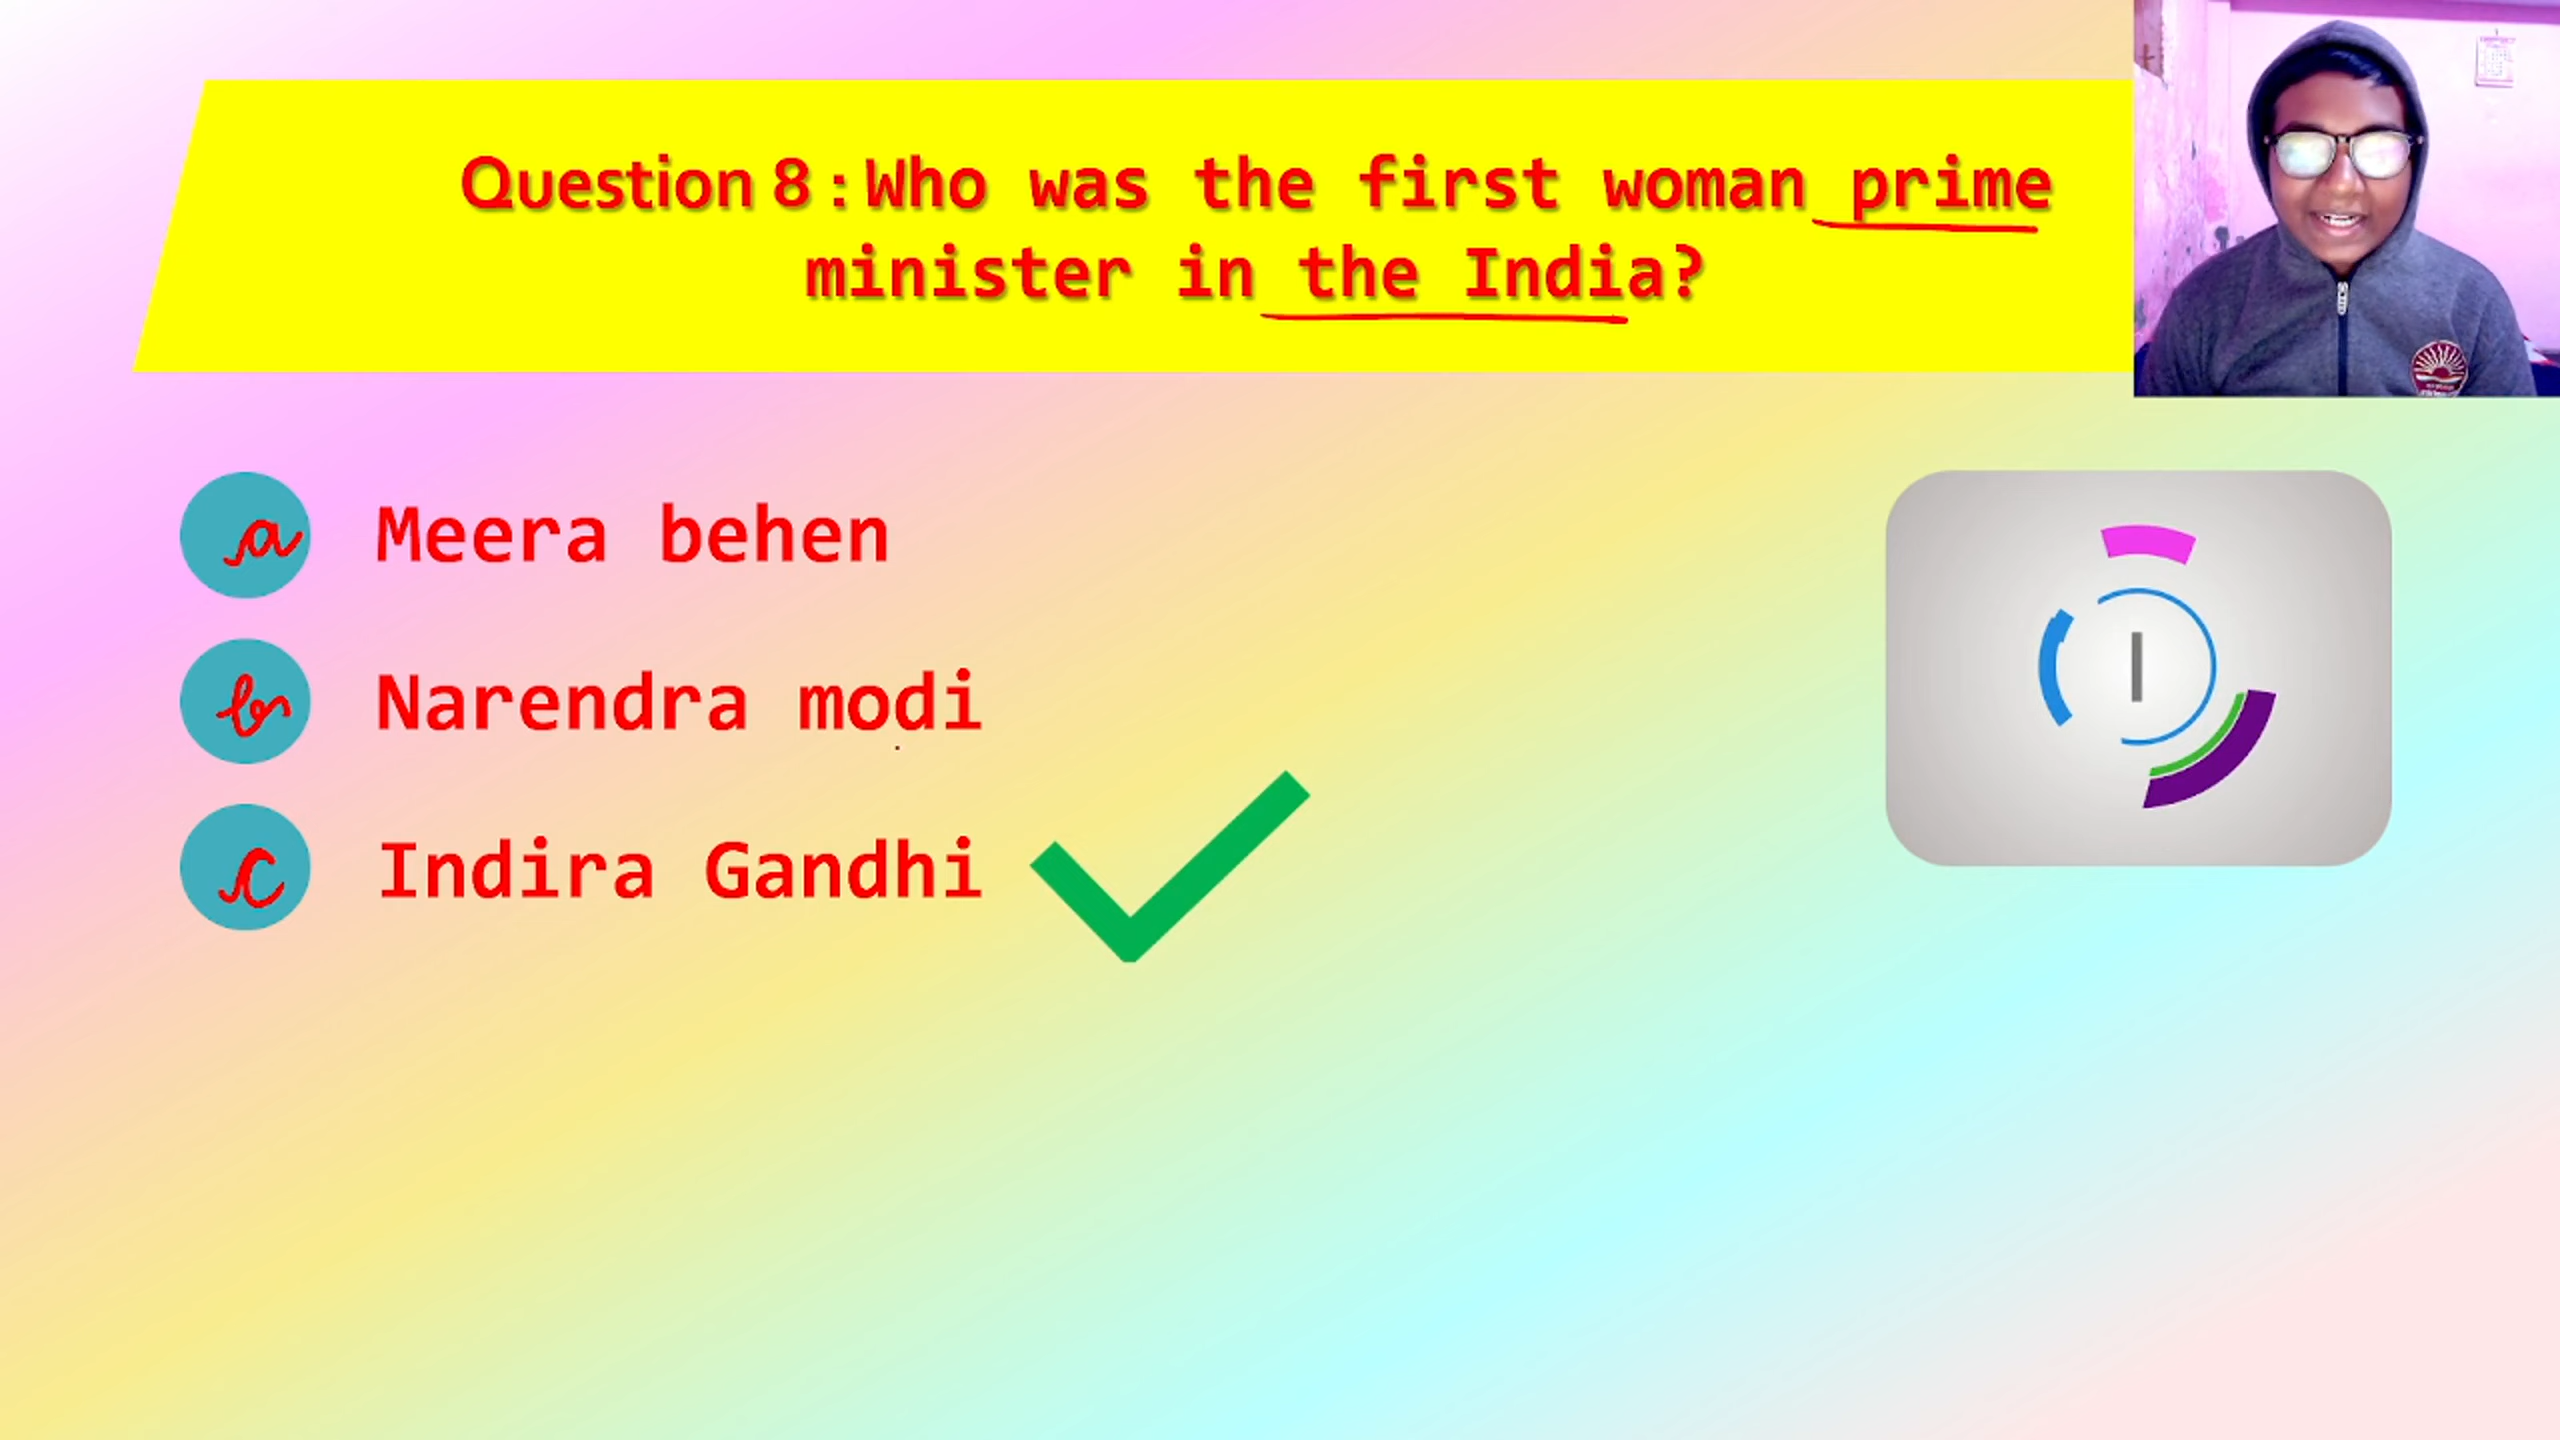 Question 8 : Who was the first woman prime
minister in the India?
a Meera behen
b Narendra modi
c Indira Gandhi